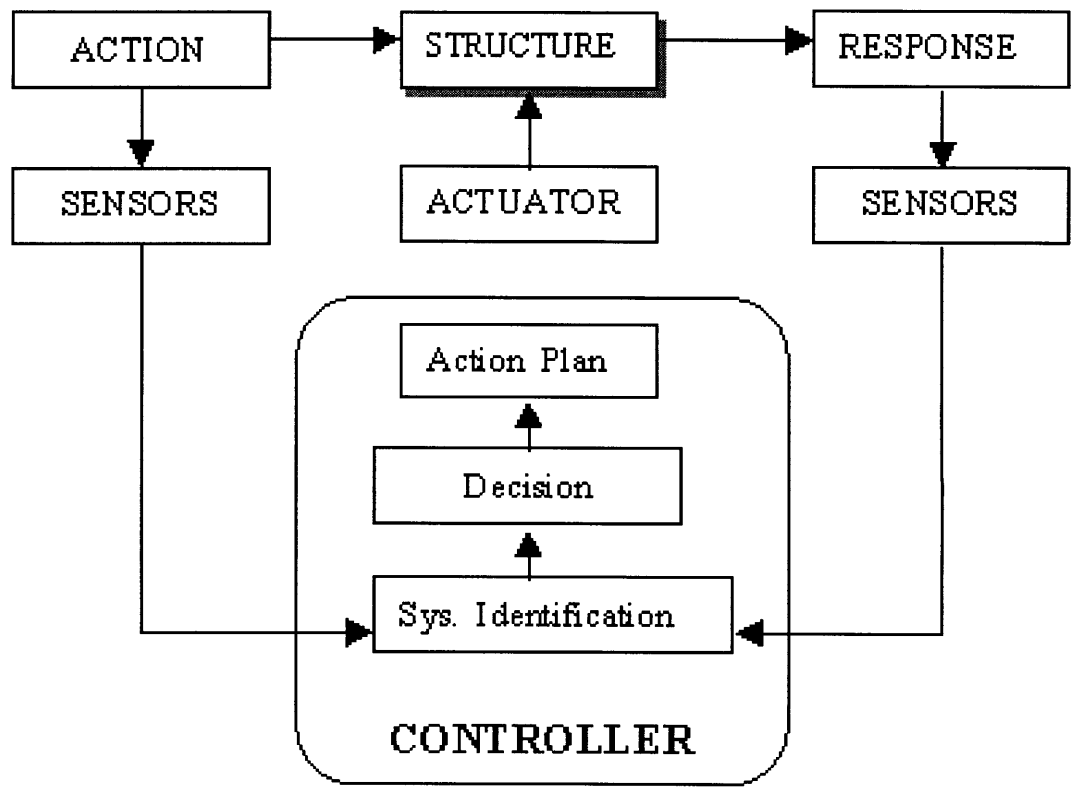 ACTION
STRUCTURE
RESPONSE
SENSORS
ACTUATOR
SENSORS
Action Plan
Decision
Sys. Identification
CONTROLLER